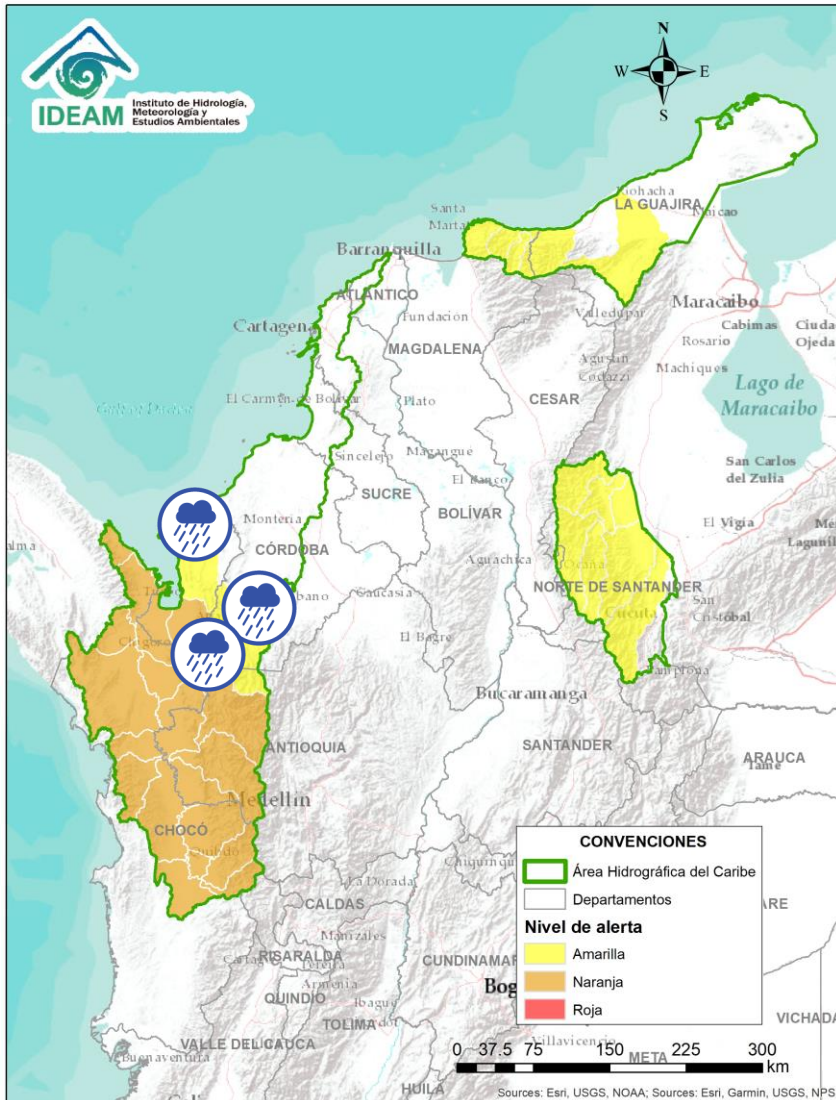 IDEAM
Instituto de Hidrología,
Meteorología y
Estudios Ambientales
N
W
E
S
Riohacha
LA GUAJIRA
Maicao
Santa
Marta
Barranquilla
ATLÁNTICO
Fundación
Maracaibo
Valledupar
Cabimas
Ciudad
Ojeda
Cartagena
MAGDALENA
Rosario
Agustín
Codazzi
Machiques
CESAR
Lago de
Maracaibo
El Carmen de Bolívar
Plato
Sincelejo
Magangué
San Carlos
del Zulia
El Banco
SUCRE
BOLÍVAR
Montería
El Vigía
CÓRDOBA
Aguachica
Ocaña
NORTE DE SANTANDER
Caucasia
San
Cristóbal
Cúcuta
El Bagre
Pamplona
Bucaramanga
ANTIOQUIA
SANTANDER
ARAUCA
Tame
Medellín
CHOCÓ
Quibdó
La Dorada
CALDAS
Manizales
RISARALDA
Pereira
Armenia
QUINDÍO
Ibagué
TOLIMA
VALLE DEL CAUCA
Buenaventura
HUILA
VICHADA
Villavicencio
META
CONVENCIONES
Área Hidrográfica del Caribe
Departamentos
Nivel de alerta
Amarilla
Naranja
Roja
0 37.5 75 150 225 300
km
Sources: Esri, USGS, NOAA; Sources: Esri, Garmin, USGS, NPS